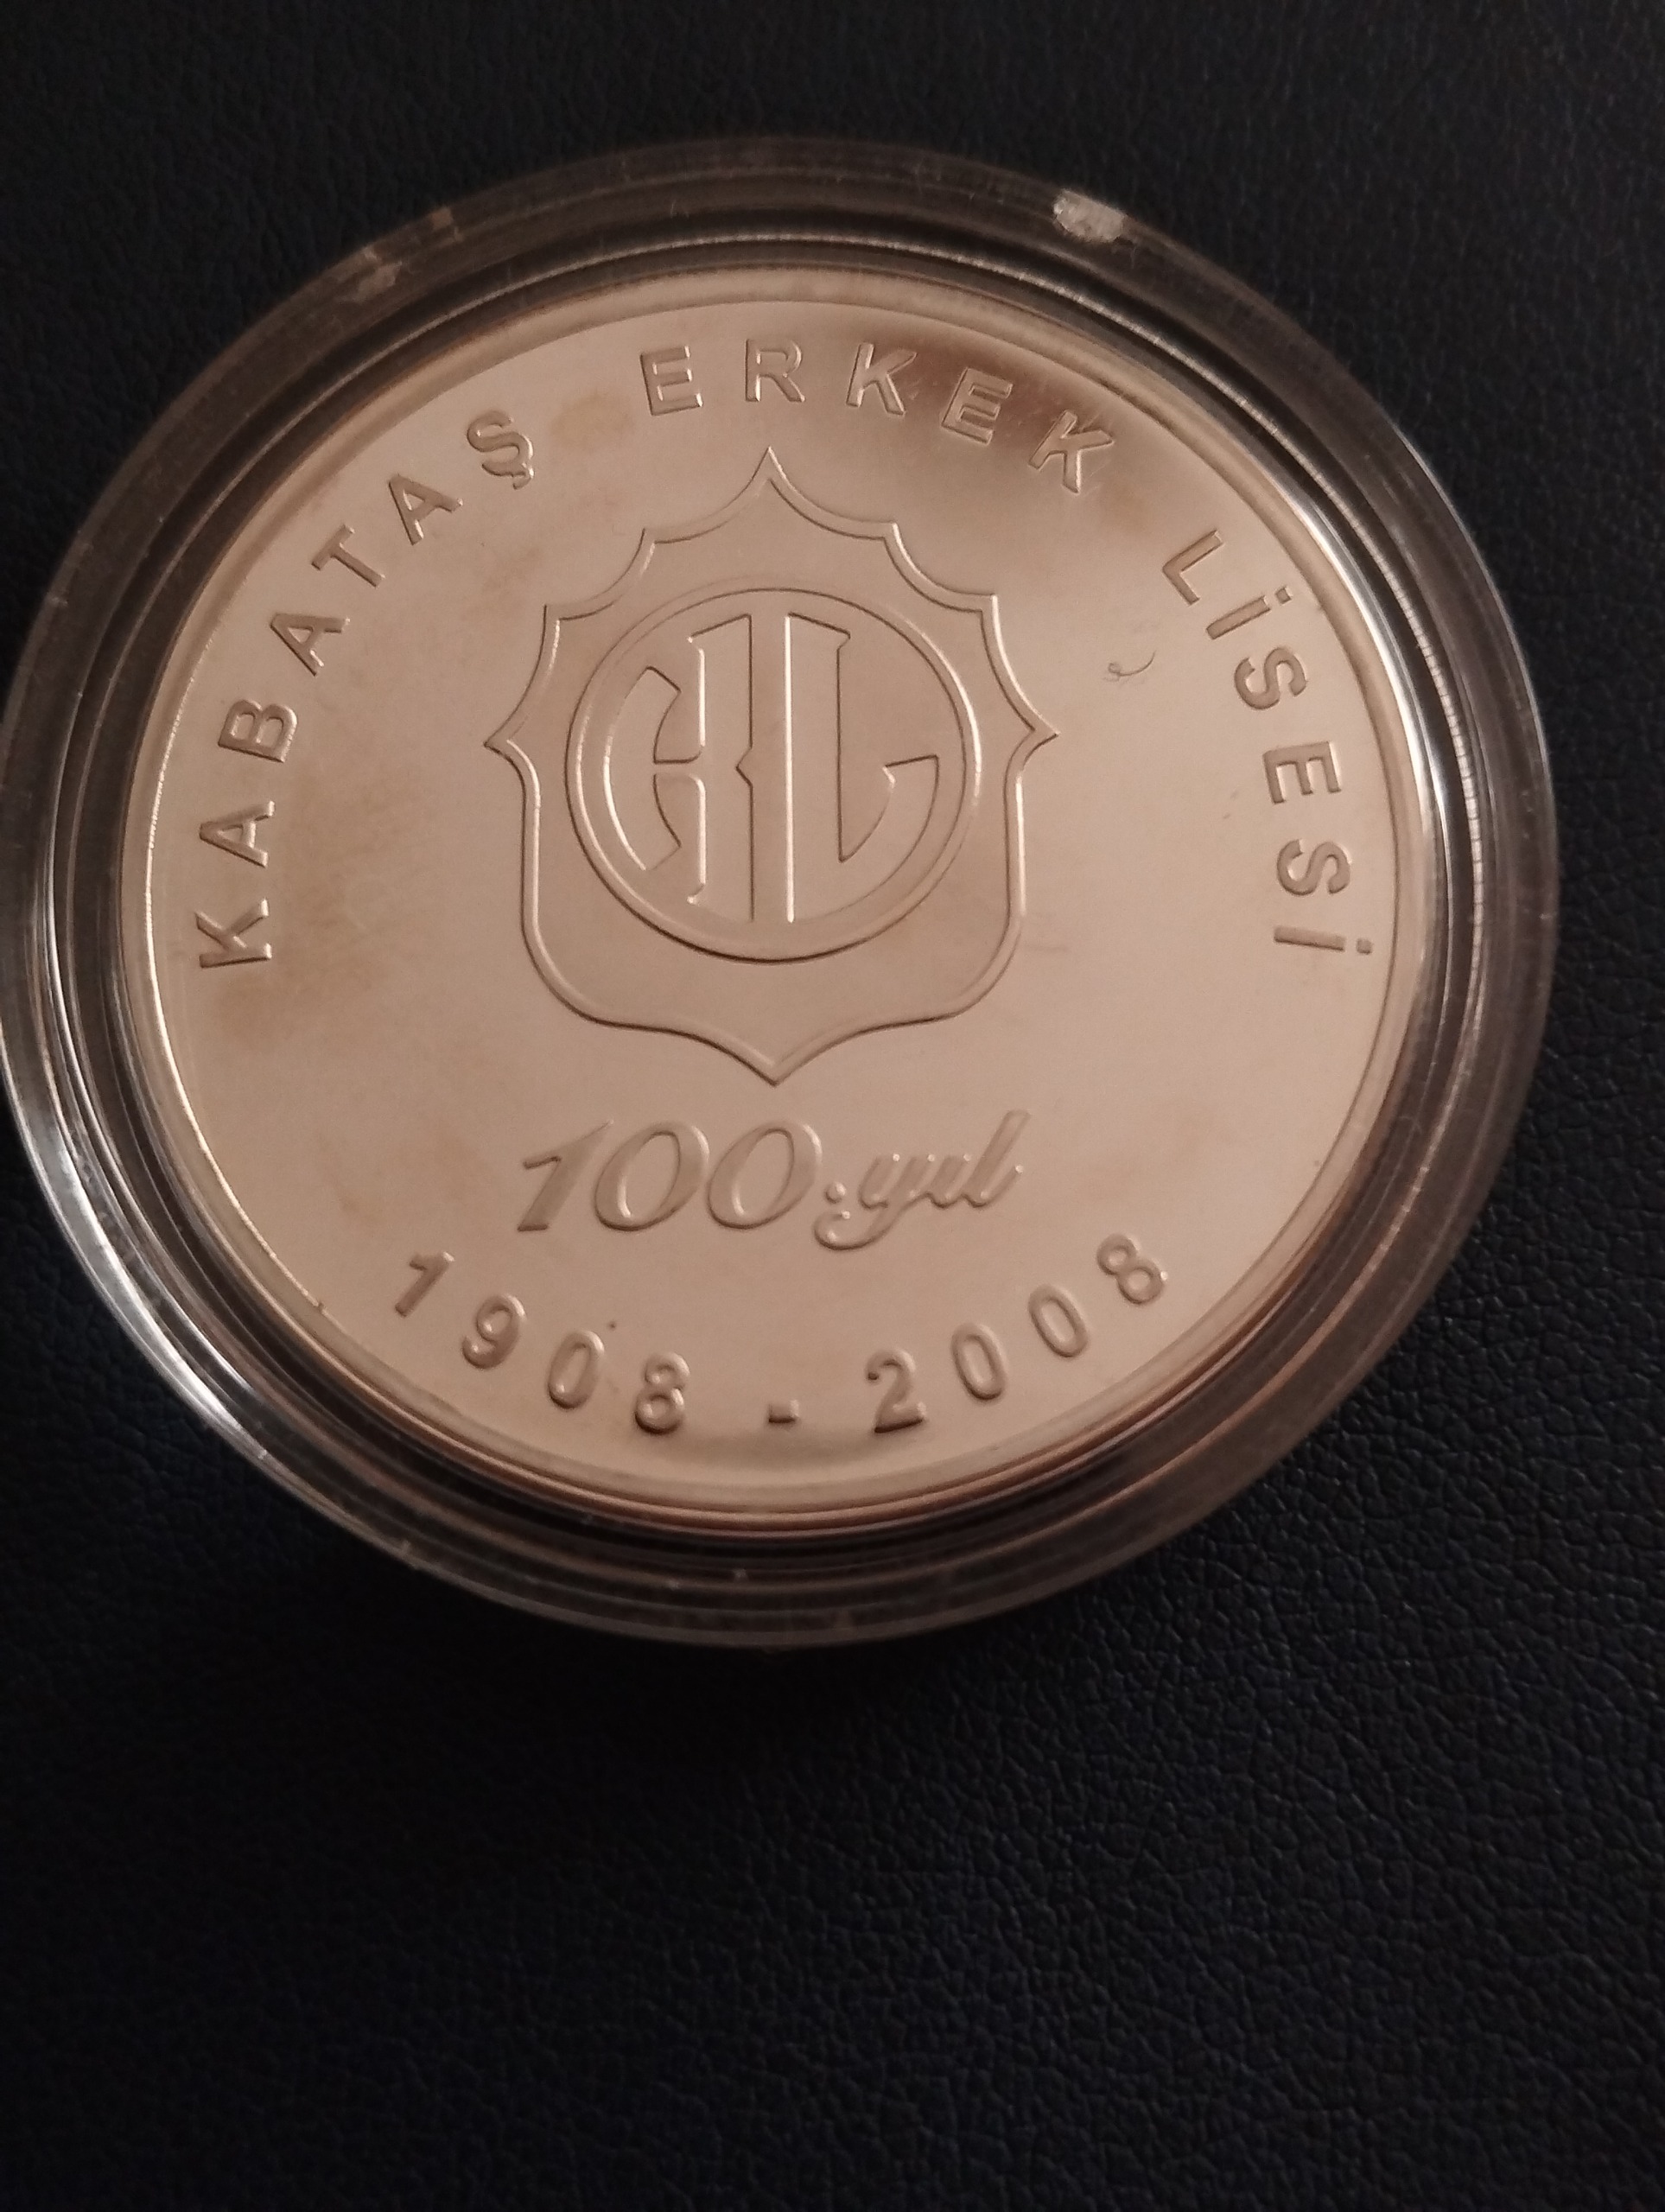 KABATAŞ ERKEK LİSESİ
KL
100.yıl
1908 - 2008